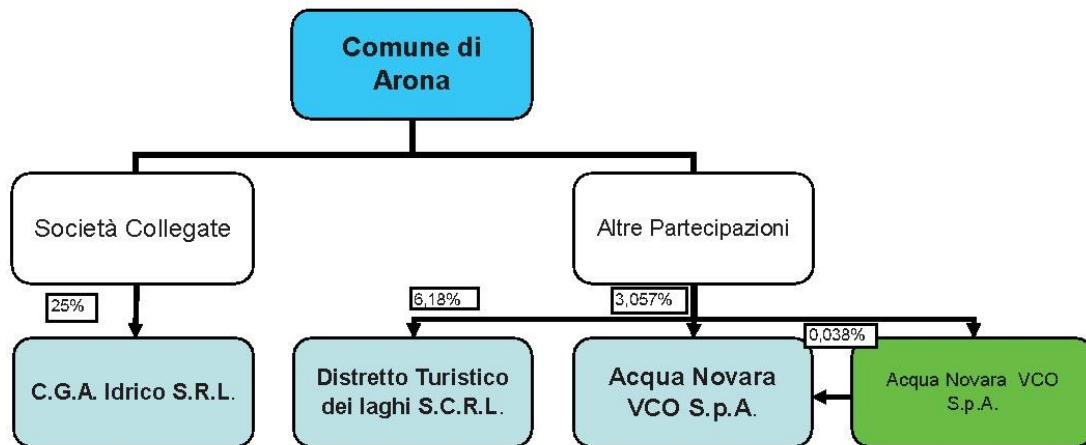 Comune di
Arona
Società Collegate
Altre Partecipazioni
25%
6,18%
3,057%
0,038%
C.G.A. Idrico S.R.L.
Distretto Turistico
dei laghi S.C.R.L.
Acqua Novara
VCO S.p.A.
Acqua Novara VCO
S.p.A.